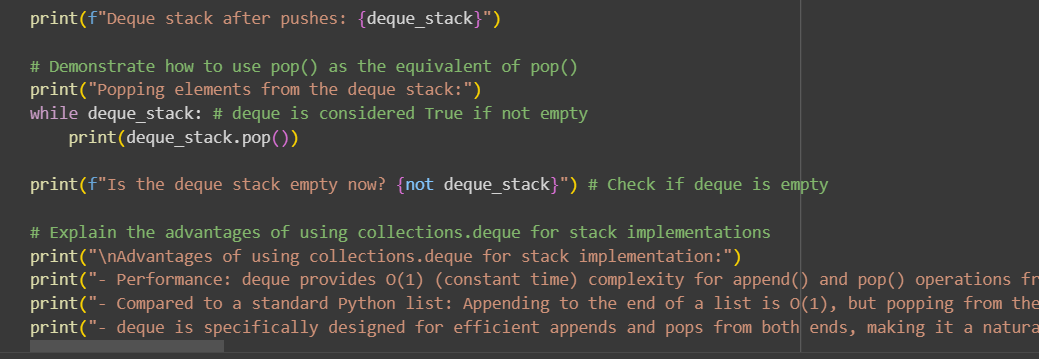 print(f"Deque stack after pushes: {deque_stack}")
# Demonstrate how to use pop() as the equivalent of pop()
print("Popping elements from the deque stack:")
while deque_stack: # deque is considered True if not empty
    print(deque_stack.pop())
print(f"Is the deque stack empty now? {not deque_stack}") # Check if deque is empty
# Explain the advantages of using collections.deque for stack implementations
print("\nAdvantages of using collections.deque for stack implementation:")
print("- Performance: deque provides O(1) (constant time) complexity for append() and pop() operations fr
print("- Compared to a standard Python list: Appending to the end of a list is O(1), but popping from the
print("- deque is specifically designed for efficient appends and pops from both ends, making it a natura